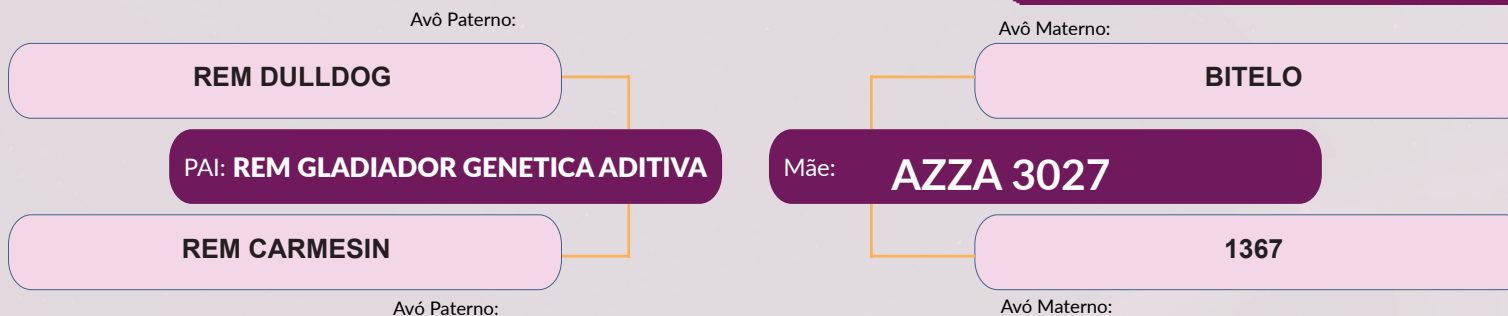 Avô Paterno:
REM DULLDOG
PAI: REM GLADIADOR GENETICA ADITIVA
REM CARMESIN
Avó Paterno:
Avô Materno:
BITELO
Mãe: AZZA 3027
1367
Avó Materno: